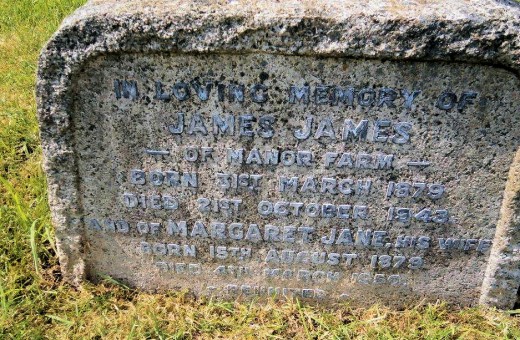 IN LOVING MEMORY OF
JAMES JAMES
— OF MANOR FARM —
BORN 31ST MARCH 1879
DIED 21ST OCTOBER 1943
AND OF MARGARET JANE, HIS WIFE
BORN 15TH AUGUST 1879
DIED 4TH MARCH
REUNITED